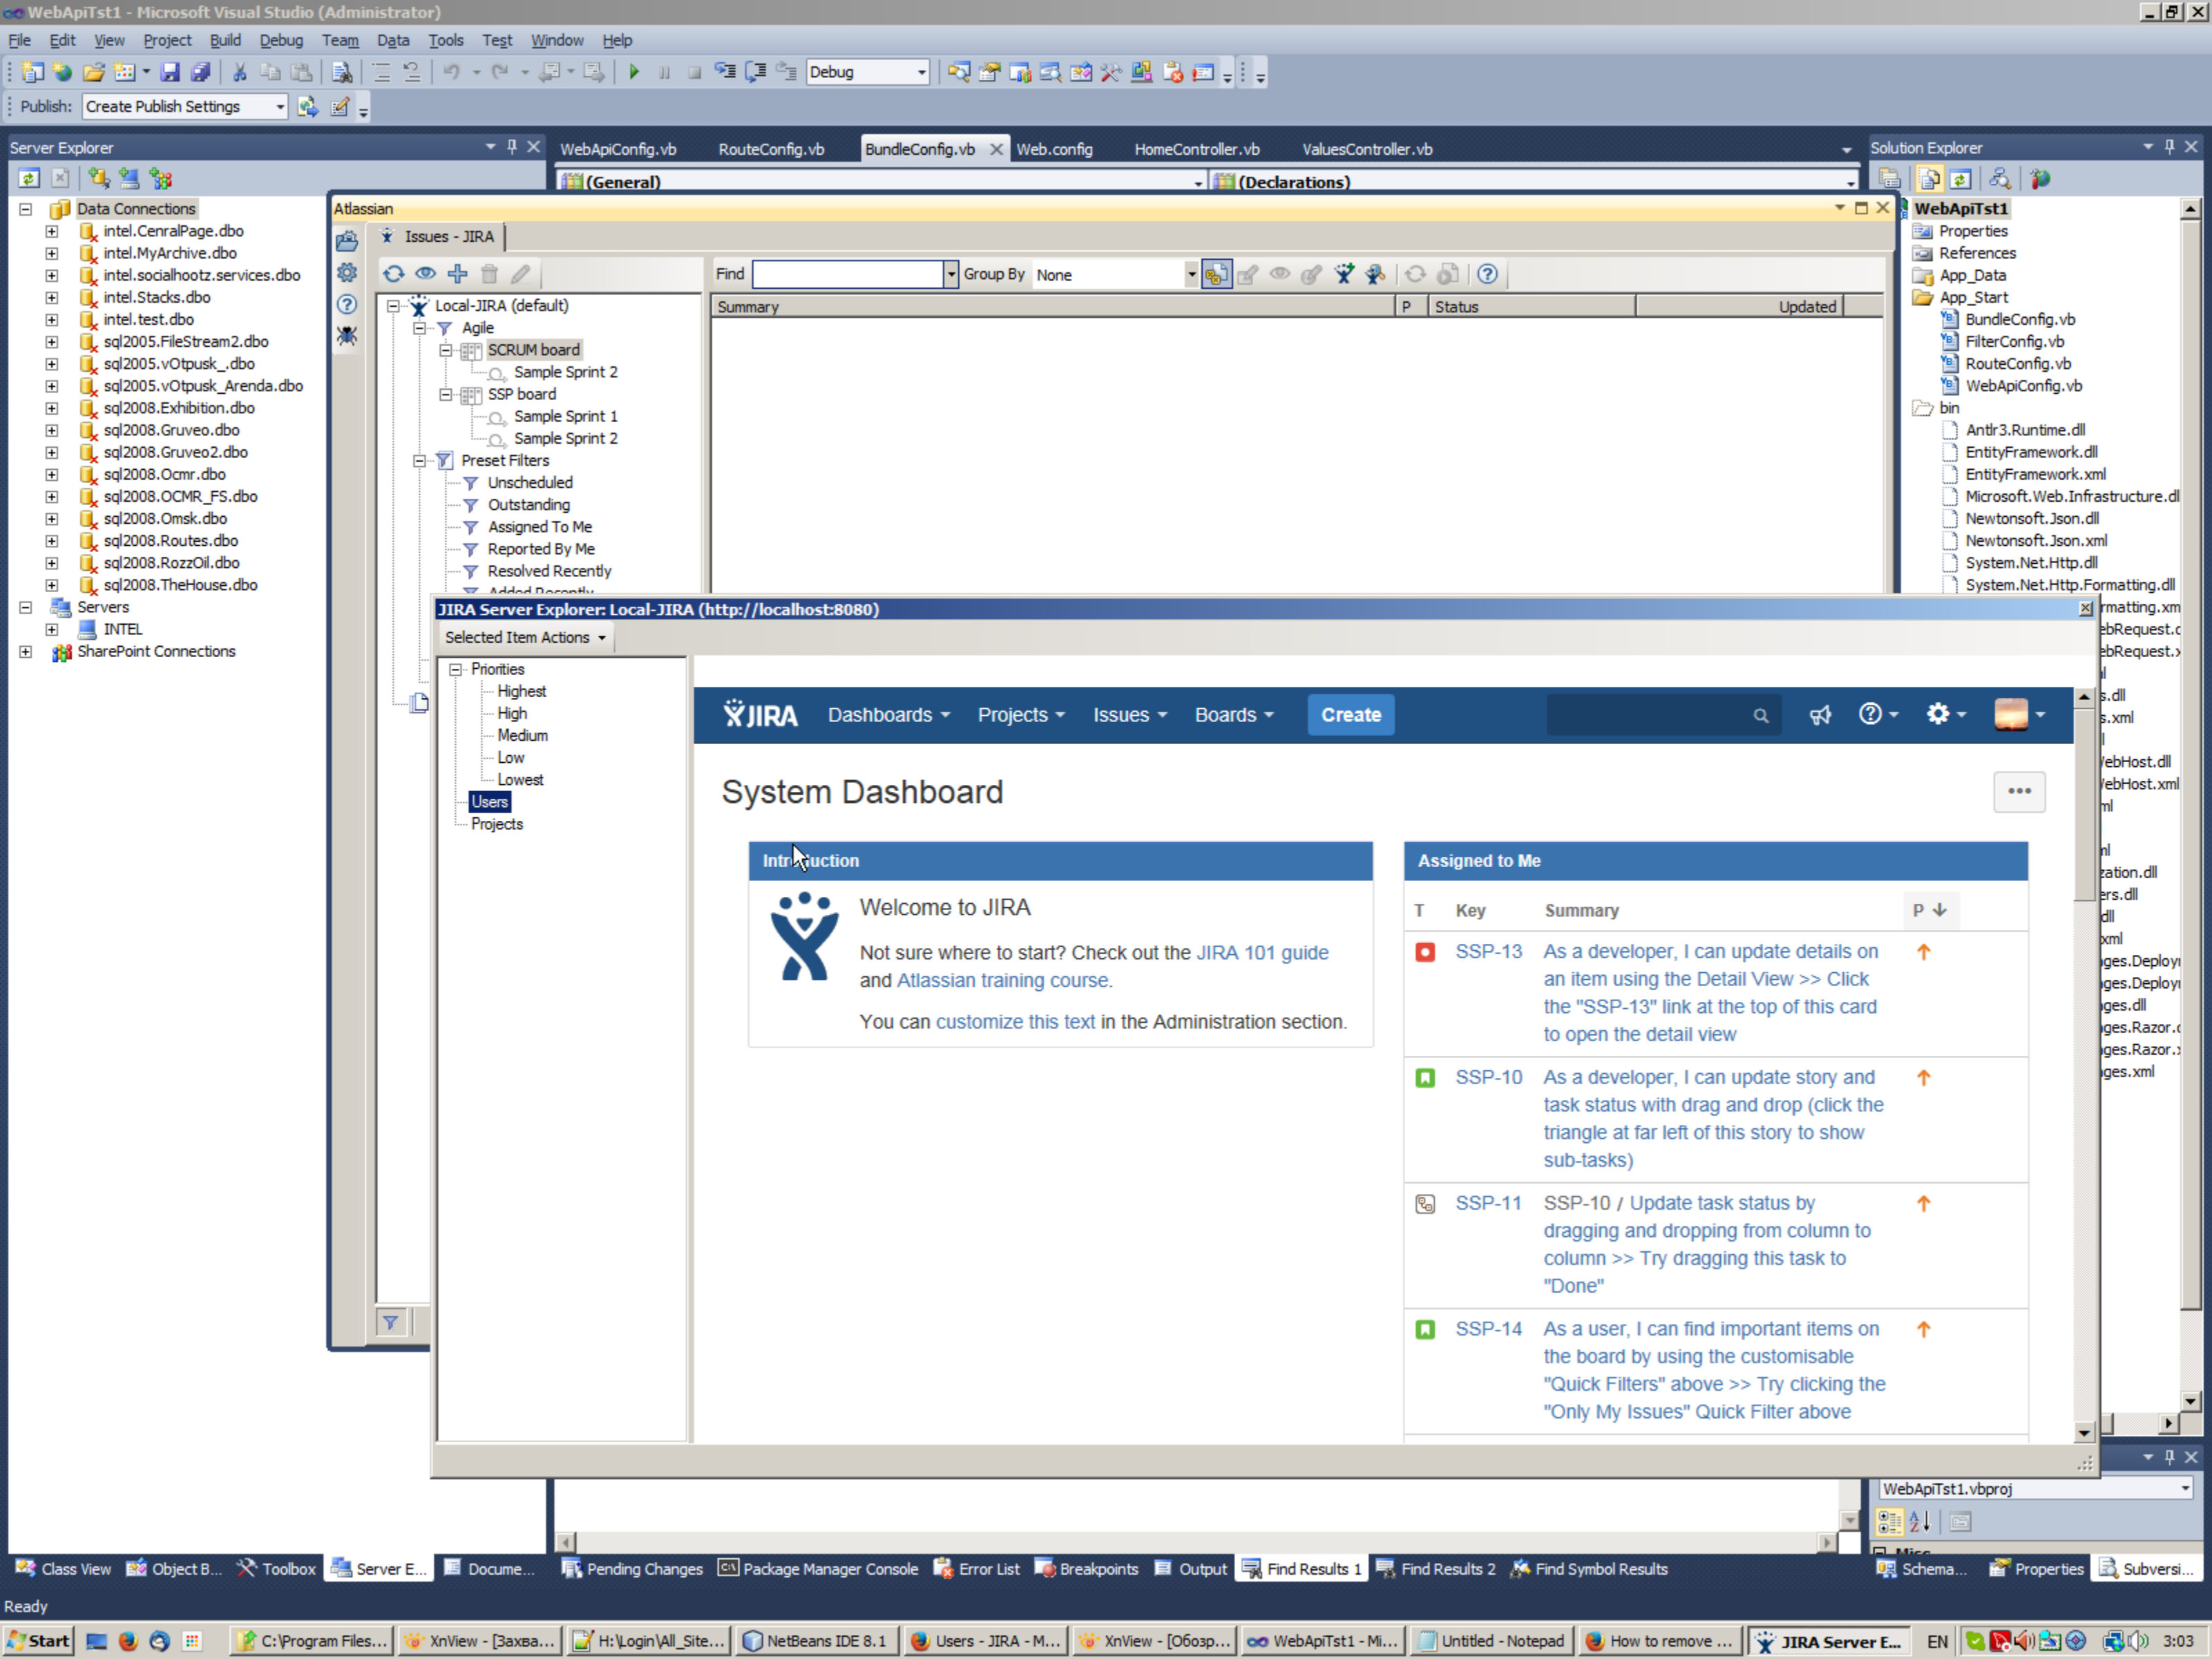 WebApiTst1 - Microsoft Visual Studio (Administrator)
File Edit View Project Build Debug Team Data Tools Test Window Help
Debug
Publish: Create Publish Settings
Server Explorer
Data Connections
intel.CenralPage.dbo
intel.MyArchive.dbo
intel.socialhootz.services.dbo
intel.Stacks.dbo
intel.test.dbo
sql2005.FileStream2.dbo
sql2005.vOtpusk_.dbo
sql2005.vOtpusk_Arenda.dbo
sql2008.Exhibition.dbo
sql2008.Gruveo.dbo
sql2008.Gruveo2.dbo
sql2008.Ocmr.dbo
sql2008.OCMR_FS.dbo
sql2008.Omsk.dbo
sql2008.Routes.dbo
sql2008.RozzOil.dbo
sql2008.TheHouse.dbo
Servers
INTEL
SharePoint Connections
WebApiConfig.vb RouteConfig.vb BundleConfig.vb Web.config HomeController.vb ValuesController.vb
(General) (Declarations)
Atlassian
Issues - JIRA
Find Group By None
Summary P Status Updated
Local-JIRA (default)
Agile
SCRUM board
Sample Sprint 2
SSP board
Sample Sprint 1
Sample Sprint 2
Preset Filters
Unscheduled
Outstanding
Assigned To Me
Reported By Me
Resolved Recently
Added Recently
Solution Explorer
WebApiTst1
Properties
References
App_Data
App_Start
BundleConfig.vb
FilterConfig.vb
RouteConfig.vb
WebApiConfig.vb
bin
Antlr3.Runtime.dll
EntityFramework.dll
EntityFramework.xml
Microsoft.Web.Infrastructure.dl
Newtonsoft.Json.dll
Newtonsoft.Json.xml
System.Net.Http.dll
System.Net.Http.Formatting.dll
JIRA Server Explorer: Local-JIRA (http://localhost:8080)
Selected Item Actions
Priorities
Highest
High
Medium
Low
Lowest
Users
Projects
JIRA Dashboards Projects Issues Boards Create
System Dashboard
Introduction
Welcome to JIRA
Not sure where to start? Check out the JIRA 101 guide
and Atlassian training course.
You can customize this text in the Administration section.
Assigned to Me
T Key Summary P
SSP-13 As a developer, I can update details on
an item using the Detail View >> Click
the "SSP-13" link at the top of this card
to open the detail view
SSP-10 As a developer, I can update story and
task status with drag and drop (click the
triangle at far left of this story to show
sub-tasks)
SSP-11 SSP-10 / Update task status by
dragging and dropping from column to
column >> Try dragging this task to
"Done"
SSP-14 As a user, I can find important items on
the board by using the customisable
"Quick Filters" above >> Try clicking the
"Only My Issues" Quick Filter above
WebApiTst1.vbproj
Class View Object B... Toolbox Server E... Docume... Pending Changes Package Manager Console Error List Breakpoints Output Find Results 1 Find Results 2 Find Symbol Results Schema... Properties Subversi...
Ready
Start C:\Program Files... XnView - [Захва... H:\Login\All_Site... NetBeans IDE 8.1 Users - JIRA - M... XnView - [Обозр... WebApiTst1 - Mi... Untitled - Notepad How to remove ... JIRA Server E... EN 3:03